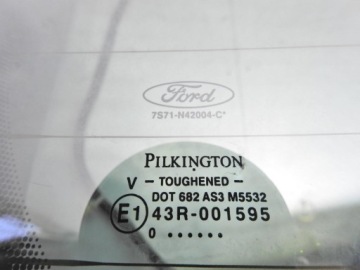 Ford
7S71-N42004-C*
PILKINGTON
V - TOUGHENED -
DOT 682 AS3 M5532
E1 43R-001595
0 ......